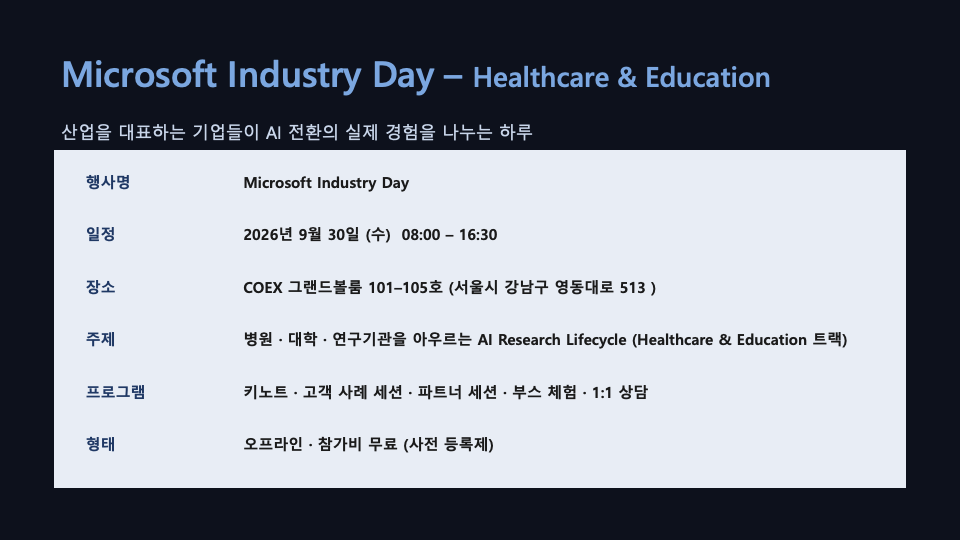 Microsoft Industry Day – Healthcare & Education
산업을 대표하는 기업들이 AI 전환의 실제 경험을 나누는 하루
행사명 Microsoft Industry Day
일정 2026년 9월 30일 (수) 08:00 – 16:30
장소 COEX 그랜드볼룸 101–105호 (서울시 강남구 영동대로 513 )
주제 병원 · 대학 · 연구기관을 아우르는 AI Research Lifecycle (Healthcare & Education 트랙)
프로그램 키노트 · 고객 사례 세션 · 파트너 세션 · 부스 체험 · 1:1 상담
형태 오프라인 · 참가비 무료 (사전 등록제)